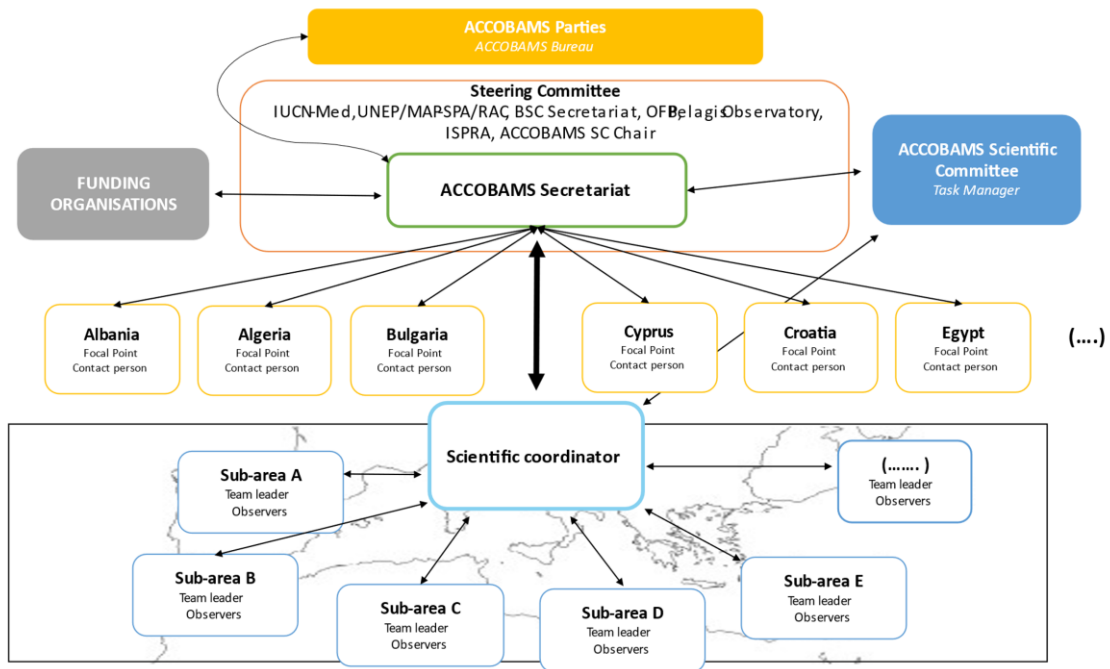 ACCOBAMS Parties
ACCOBAMS Bureau
Steering Committee
IUCN-Med,UNEP/MAP-SPA/RAC, BSC Secretariat, OFB, Pelagis Observatory,
ISPRA, ACCOBAMS SC Chair
FUNDING
ORGANISATIONS
ACCOBAMS Secretariat
ACCOBAMS Scientific
Committee
Task Manager
Albania
Focal Point
Contact person
Algeria
Focal Point
Contact person
Bulgaria
Focal Point
Contact person
Cyprus
Focal Point
Contact person
Croatia
Focal Point
Contact person
Egypt
Focal Point
Contact person
(....)
Scientific coordinator
Sub-area A
Team leader
Observers
(....... )
Team leader
Observers
Sub-area B
Team leader
Observers
Sub-area C
Team leader
Observers
Sub-area D
Team leader
Observers
Sub-area E
Team leader
Observers